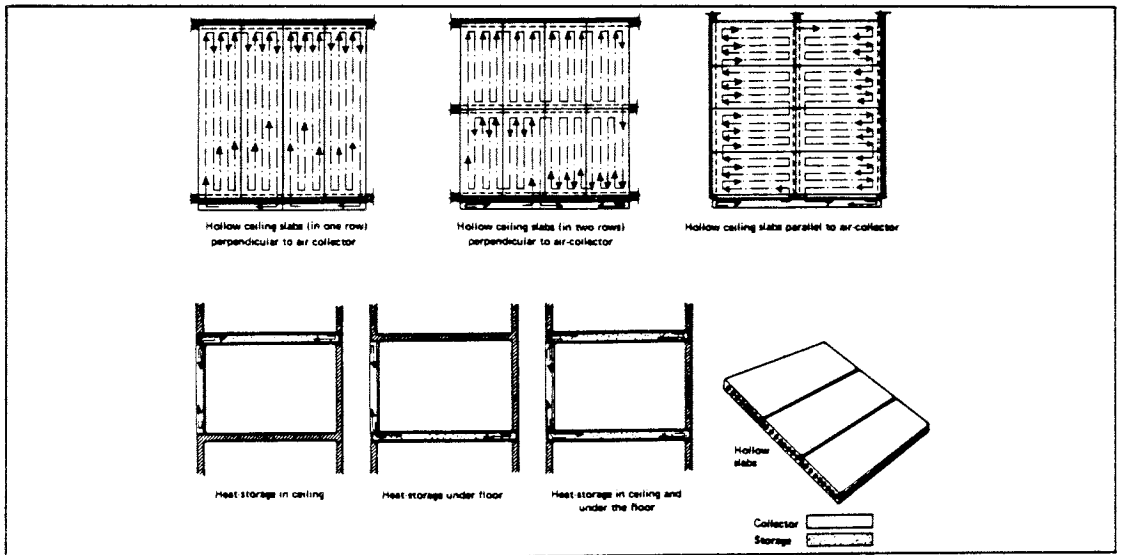 Hollow ceiling slabs (in one row)
perpendicular to air collector
Hollow ceiling slabs (in two rows)
perpendicular to air-collector
Hollow ceiling slabs parallel to air-collector
Heat-storage in ceiling
Heat-storage under floor
Heat-storage in ceiling and
under the floor
Hollow
slabs
Collector
Storage